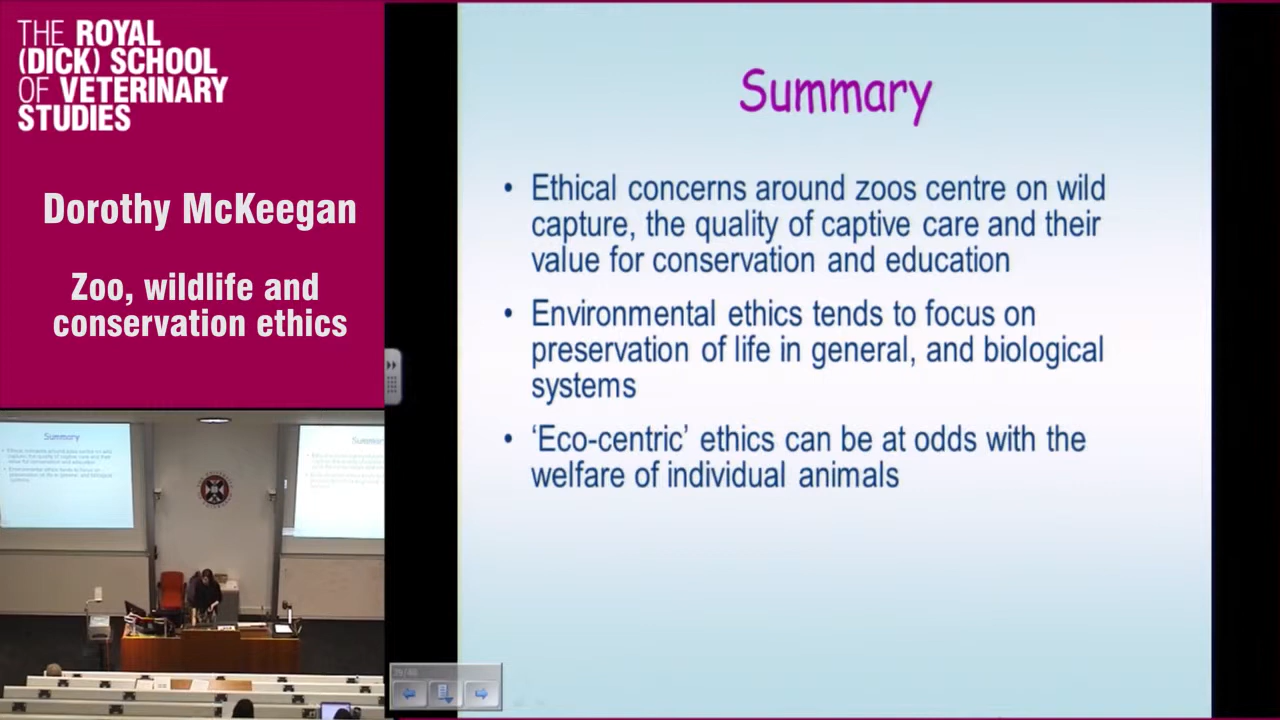 THE ROYAL
(DICK) SCHOOL
OF VETERINARY
STUDIES
Dorothy McKeegan
Zoo, wildlife and
conservation ethics
Summary
• Ethical concerns around zoos centre on wild
capture, the quality of captive care and their
value for conservation and education
• Environmental ethics tends to focus on
preservation of life in general, and biological
systems
• ‘Eco-centric’ ethics can be at odds with the
welfare of individual animals
Summary